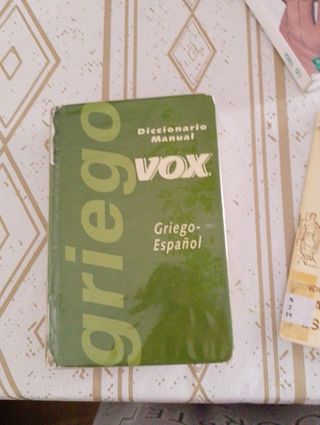 griego
Diccionario
Manual
VOX
Griego-
Español